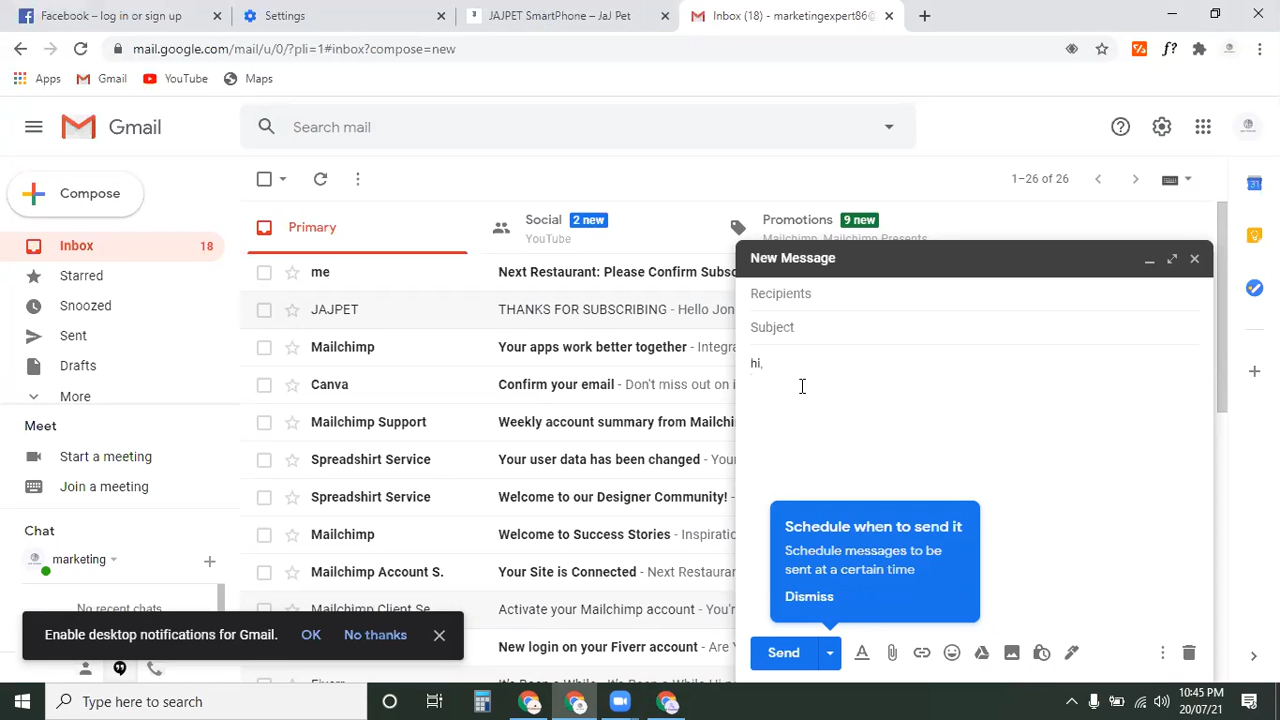 Facebook – log in or sign up
Settings
JAJPET SmartPhone – JaJ Pet
Inbox (18) - marketingexpert86@
mail.google.com/mail/u/0/?pli=1#inbox?compose=new
Apps
Gmail
YouTube
Maps
Gmail
Search mail
Compose
1–26 of 26
Inbox 18
Starred
Snoozed
Sent
Drafts
More
Meet
Start a meeting
Join a meeting
Chat
marketing
No recent chats
Primary
Social 2 new
YouTube
Promotions 9 new
Mailchimp, Mailchimp Presents
me Next Restaurant: Please Confirm Subsc
JAJPET THANKS FOR SUBSCRIBING - Hello Jon
Mailchimp Your apps work better together - Integra
Canva Confirm your email - Don't miss out on i
Mailchimp Support Weekly account summary from Mailchi
Spreadshirt Service Your user data has been changed - Your
Spreadshirt Service Welcome to our Designer Community! -
Mailchimp Welcome to Success Stories - Inspiratio
Mailchimp Account S. Your Site is Connected - Next Restaura
Mailchimp Client Se Activate your Mailchimp account - You'r
New login on your Fiverr account - Are Y
New Message
Recipients
Subject
hi,
Schedule when to send it
Schedule messages to be
sent at a certain time
Dismiss
Send
Enable desktop notifications for Gmail. OK No thanks
Type here to search
10:45 PM
20/07/21